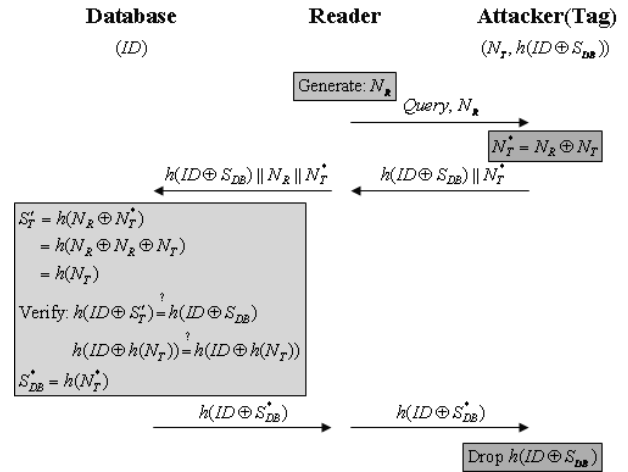 Database Reader Attacker(Tag)
(ID) (N_T, h(ID⊕S_DB))
Generate: N_R
Query, N_R
N_T^* = N_R ⊕ N_T
h(ID⊕S_DB) || N_R || N_T^* h(ID⊕S_DB) || N_T^*
S_T' = h(N_R ⊕ N_T^*)
= h(N_R ⊕ N_R ⊕ N_T)
= h(N_T)
Verify: h(ID⊕S_T') ?= h(ID⊕S_DB)
h(ID⊕h(N_T)) ?= h(ID⊕h(N_T))
S_DB^* = h(N_T^*)
h(ID⊕S_DB^*) h(ID⊕S_DB^*)
Drop h(ID⊕S_DB)